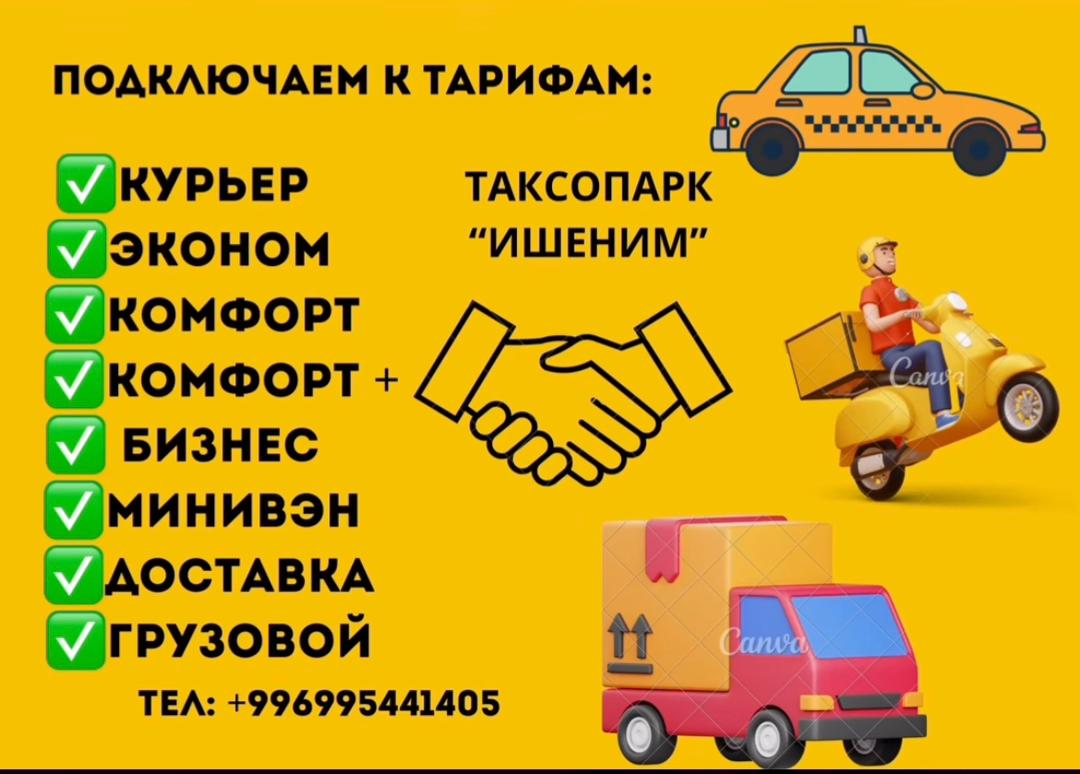 ПОДКЛЮЧАЕМ К ТАРИФАМ:
✅КУРЬЕР
✅ЭКОНОМ
✅КОМФОРТ
✅КОМФОРТ +
✅ БИЗНЕС
✅МИНИВЭН
✅ДОСТАВКА
✅ГРУЗОВОЙ
ТЕЛ: +996995441405
ТАКСОПАРК
“ИШЕНИМ”
Canva
Canva